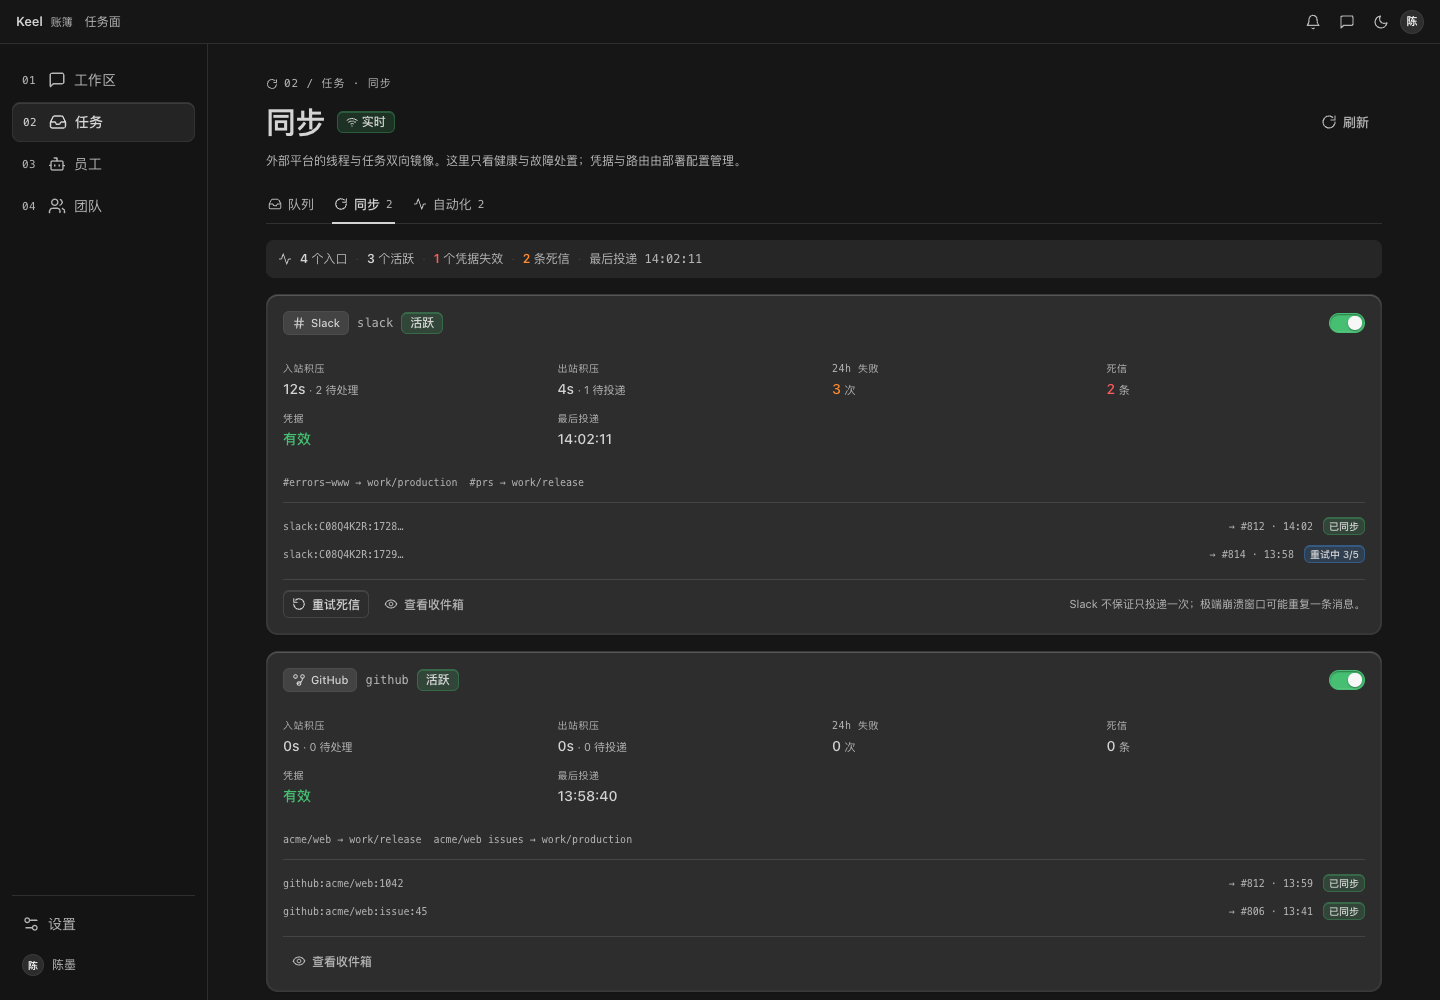 Keel 账簿 任务面
陈
01 工作区
02 任务
03 员工
04 团队
设置
陈 陈墨
02 / 任务 · 同步
同步 实时
刷新
外部平台的线程与任务双向镜像。这里只看健康与故障处置；凭据与路由由部署配置管理。
队列 同步 2 自动化 2
4 个入口 · 3 个活跃 · 1 个凭据失效 · 2 条死信 · 最后投递 14:02:11
Slack slack 活跃
入站积压 出站积压 24h 失败 死信
12s · 2 待处理 4s · 1 待投递 3 次 2 条
凭据 最后投递
有效 14:02:11
#errors-www → work/production #prs → work/release
slack:C08Q4K2R:1728… → #812 · 14:02 已同步
slack:C08Q4K2R:1729… → #814 · 13:58 重试中 3/5
重试死信 查看收件箱 Slack 不保证只投递一次；极端崩溃窗口可能重复一条消息。
GitHub github 活跃
入站积压 出站积压 24h 失败 死信
0s · 0 待处理 0s · 0 待投递 0 次 0 条
凭据 最后投递
有效 13:58:40
acme/web → work/release acme/web issues → work/production
github:acme/web:1042 → #812 · 13:59 已同步
github:acme/web:issue:45 → #806 · 13:41 已同步
查看收件箱